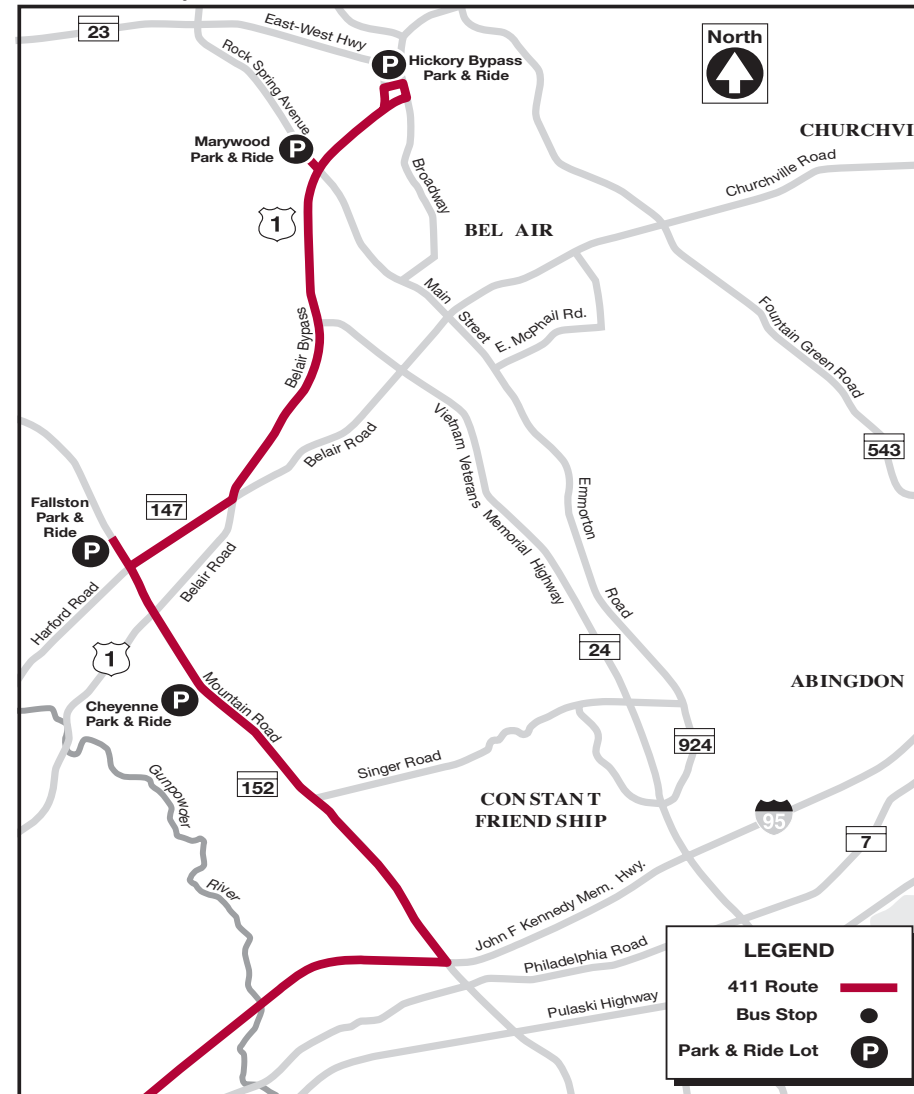 23
East-West Hwy
Rock Spring Avenue
P
Hickory Bypass
Park & Ride
North
CHURCHVI
Marywood
Park & Ride
P
Broadway
Churchville Road
1
BEL AIR
Main Street
E. McPhail Rd.
Belair Bypass
Fountain Green Road
Vietnam Veterans Memorial Highway
Belair Road
543
Emmorton Road
Fallston
Park &
Ride
P
147
Belair Road
Harford Road
1
24
Mountain Road
Cheyenne
Park & Ride
P
ABINGDON
924
Singer Road
152
Gunpowder River
CONSTANT
FRIENDSHIP
95
7
John F Kennedy Mem. Hwy.
Philadelphia Road
Pulaski Highway
LEGEND
411 Route
Bus Stop
Park & Ride Lot P